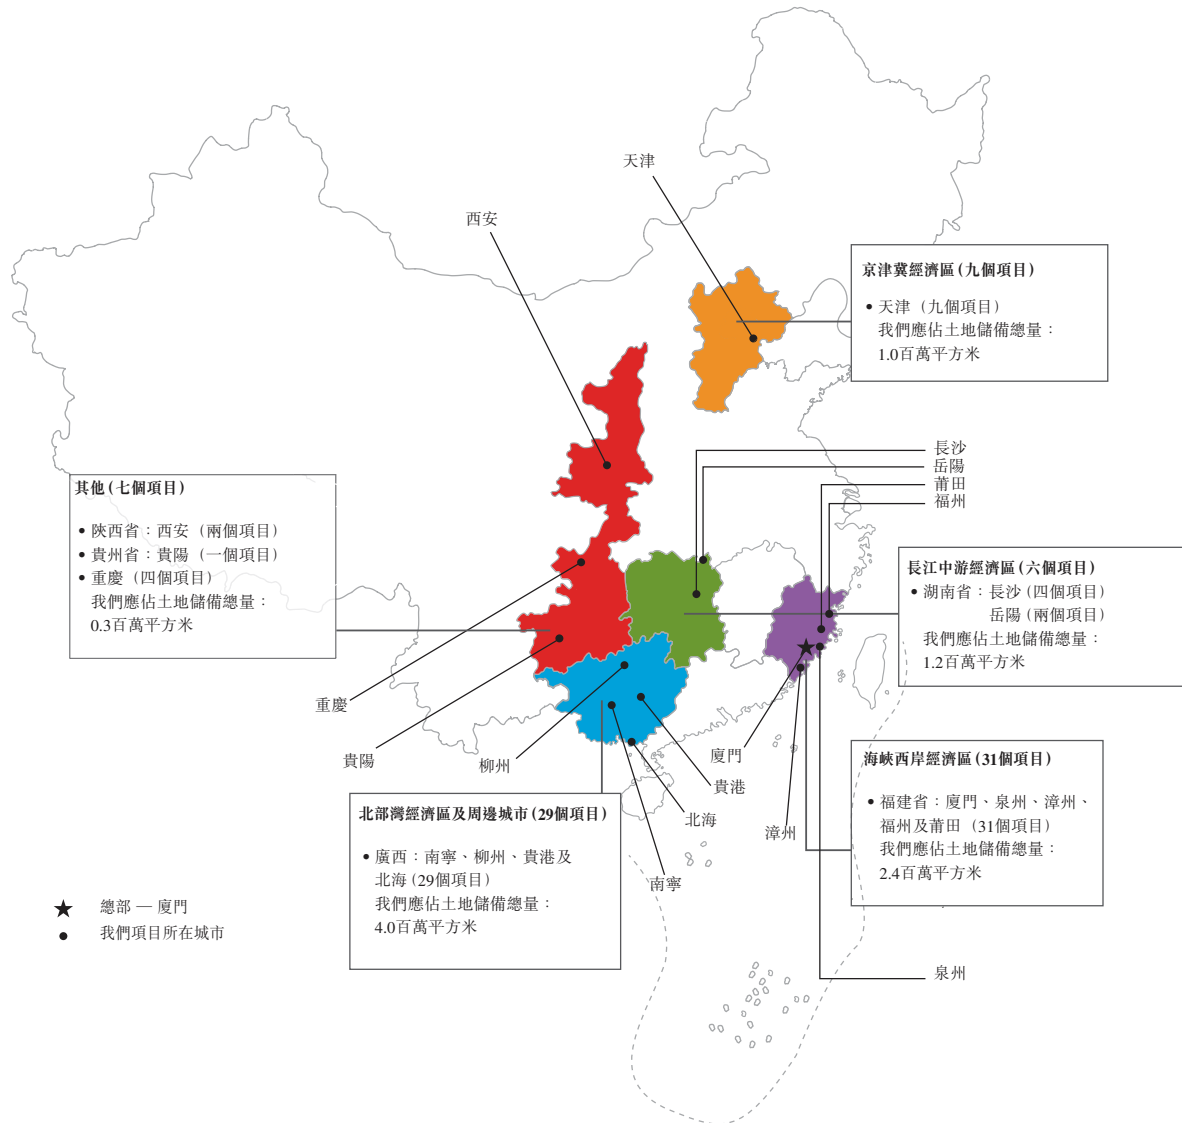 天津
西安
京津冀經濟區(九個項目)
• 天津（九個項目）
我們應佔土地儲備總量：
1.0百萬平方米
長沙
岳陽
莆田
福州
其他(七個項目)
• 陝西省：西安（兩個項目）
• 貴州省：貴陽（一個項目）
• 重慶（四個項目）
我們應佔土地儲備總量：
0.3百萬平方米
長江中游經濟區(六個項目)
• 湖南省：長沙(四個項目)
岳陽(兩個項目)
我們應佔土地儲備總量：
1.2百萬平方米
重慶
貴陽
柳州
貴港
北海
南寧
廈門
漳州
海峽西岸經濟區(31個項目)
• 福建省：廈門、泉州、漳州、
福州及莆田（31個項目）
我們應佔土地儲備總量：
2.4百萬平方米
北部灣經濟區及周邊城市(29個項目)
• 廣西：南寧、柳州、貴港及
北海(29個項目)
我們應佔土地儲備總量：
4.0百萬平方米
總部 — 廈門
我們項目所在城市
泉州